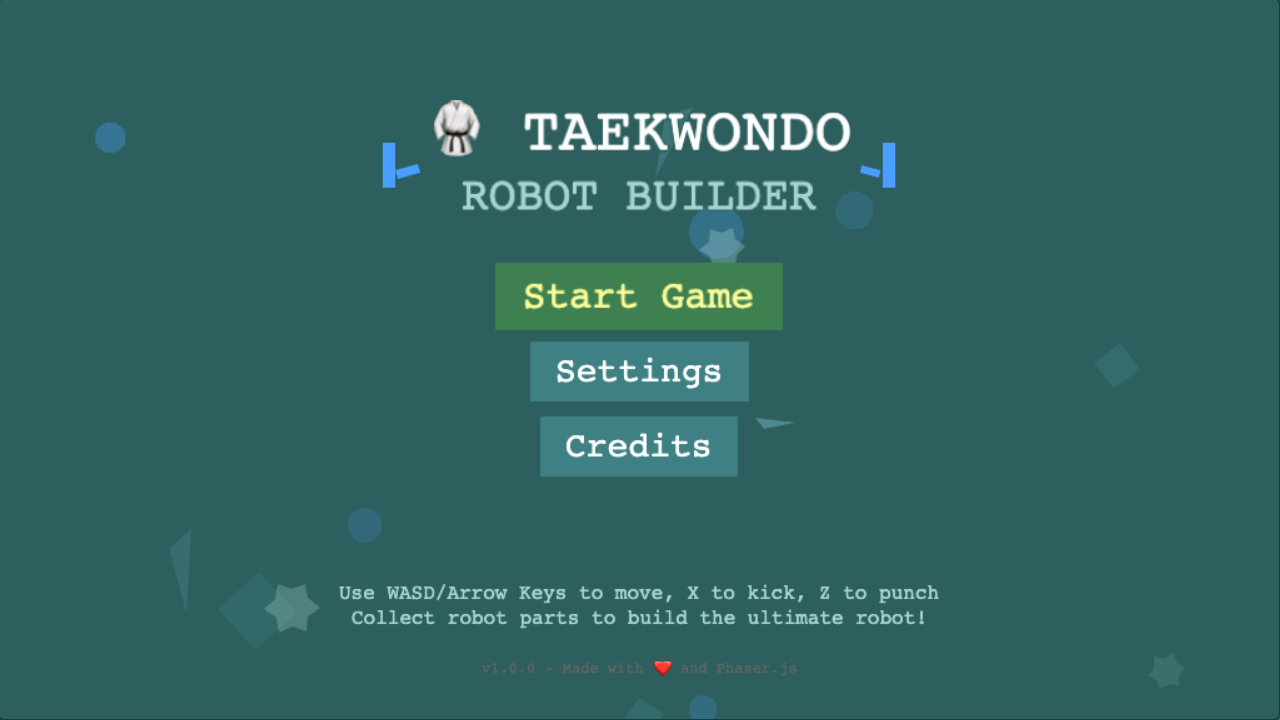 TAEKWONDO
ROBOT BUILDER
Start Game
Settings
Credits
Use WASD/Arrow Keys to move, X to kick, Z to punch
Collect robot parts to build the ultimate robot!
v1.0.0 - Made with ❤️ and Phaser.js